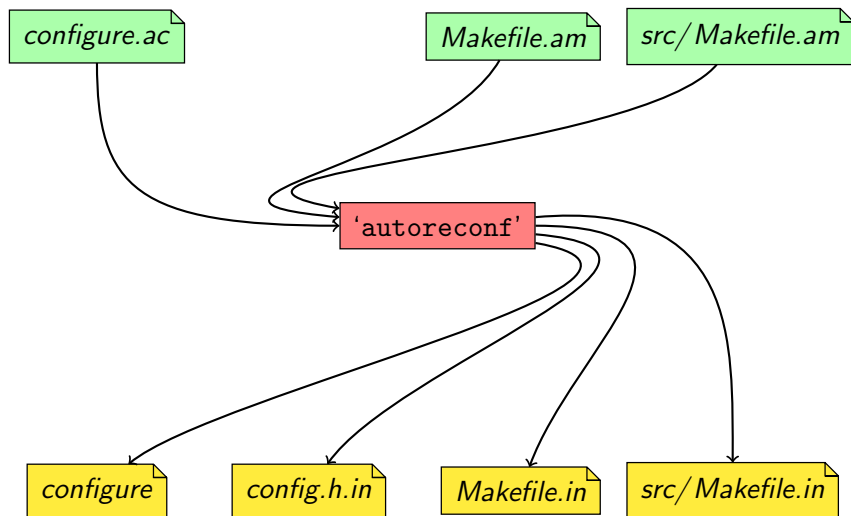 configure.ac
Makefile.am
src/Makefile.am
‘autoreconf’
configure
config.h.in
Makefile.in
src/Makefile.in